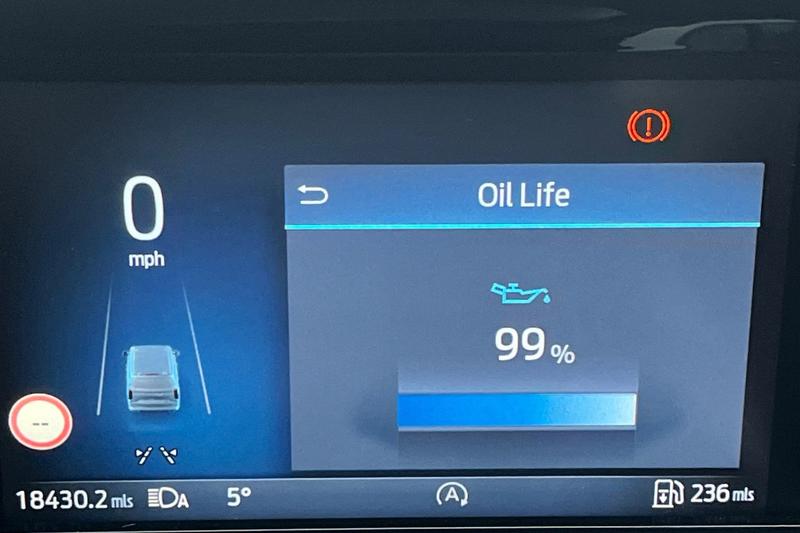 Oil Life
0
mph
99%
--
18430.2 mls
A
5°
A
236 mls